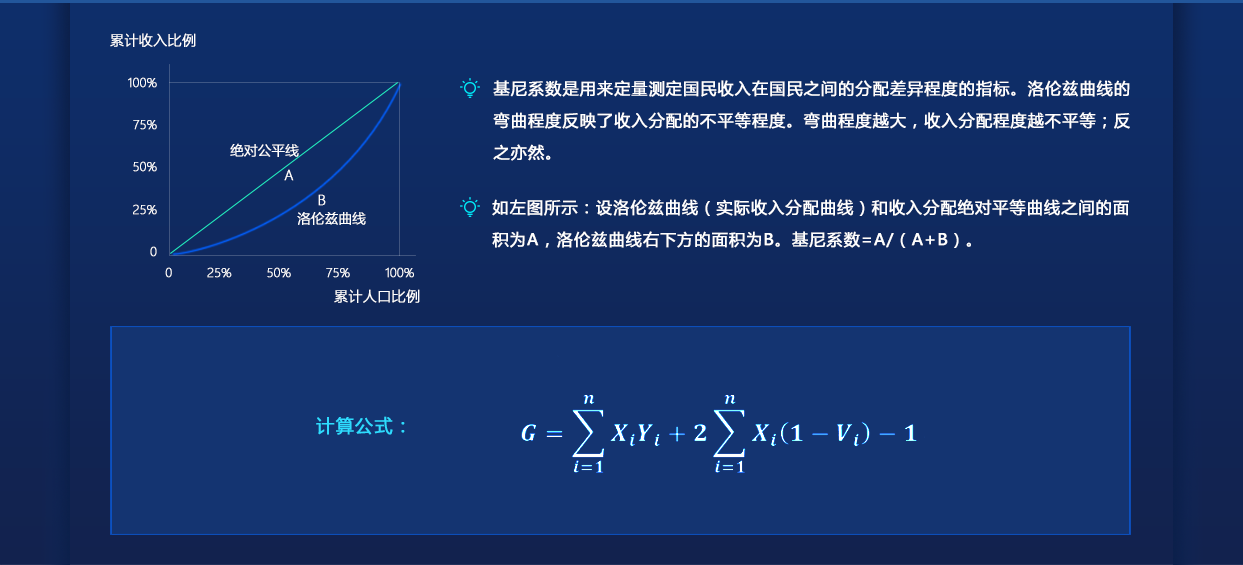 累计收入比例
100%
75%
50%
25%
0
绝对公平线
A
B
洛伦兹曲线
0 25% 50% 75% 100%
累计人口比例
基尼系数是用来定量测定国民收入在国民之间的分配差异程度的指标。洛伦兹曲线的
弯曲程度反映了收入分配的不平等程度。弯曲程度越大，收入分配程度越不平等；反
之亦然。
如左图所示：设洛伦兹曲线（实际收入分配曲线）和收入分配绝对平等曲线之间的面
积为A，洛伦兹曲线右下方的面积为B。基尼系数=A/（A+B）。
计算公式： G = ∑_{i=1}^{n} X_i Y_i + 2 ∑_{i=1}^{n} X_i (1 − V_i) − 1